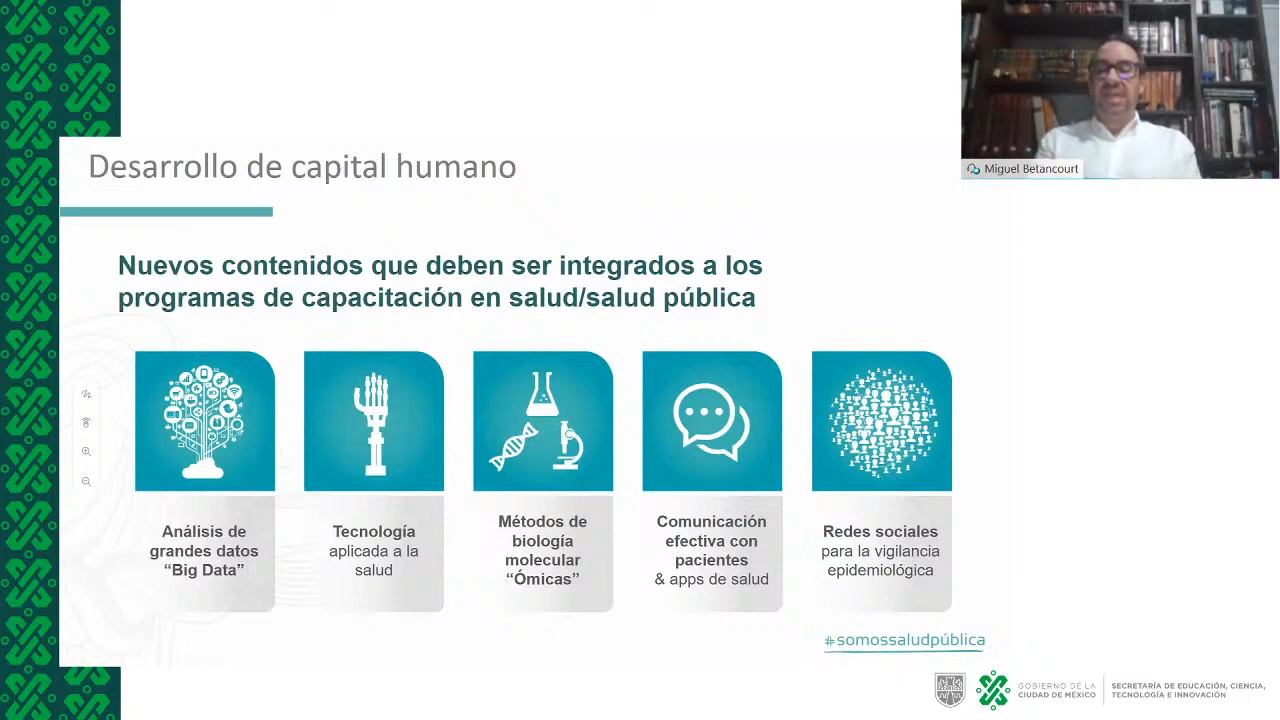 Miguel Betancourt
Desarrollo de capital humano
Nuevos contenidos que deben ser integrados a los
programas de capacitación en salud/salud pública
Análisis de
grandes datos
“Big Data”
Tecnología
aplicada a la
salud
Métodos de
biología
molecular
“Ómicas”
Comunicación
efectiva con
pacientes
& apps de salud
Redes sociales
para la vigilancia
epidemiológica
#somossaludpública
GOBIERNO DE LA
CIUDAD DE MÉXICO
SECRETARÍA DE EDUCACIÓN, CIENCIA,
TECNOLOGÍA E INNOVACIÓN